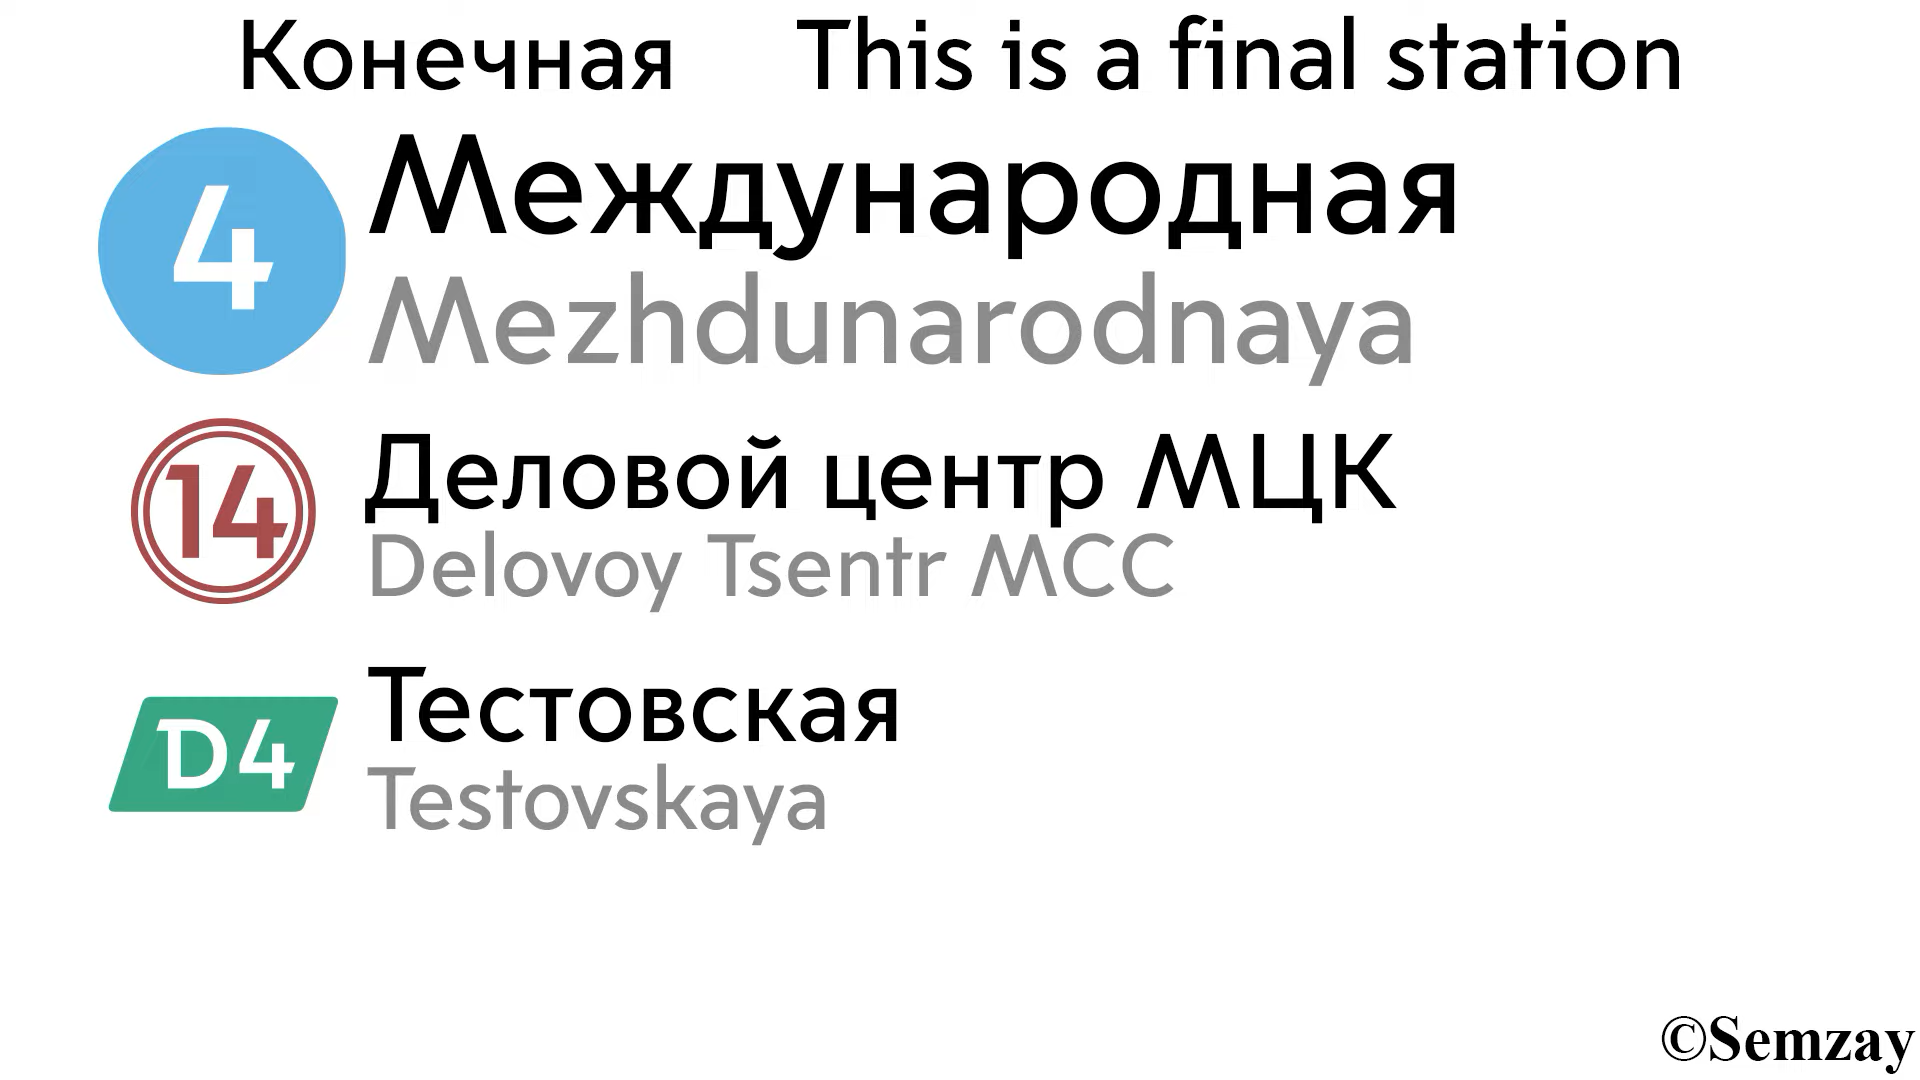 Конечная This is a final station
4 Международная
Mezhdunarodnaya
14 Деловой центр МЦК
Delovoy Tsentr MCC
D4 Тестовская
Testovskaya
©Semzay